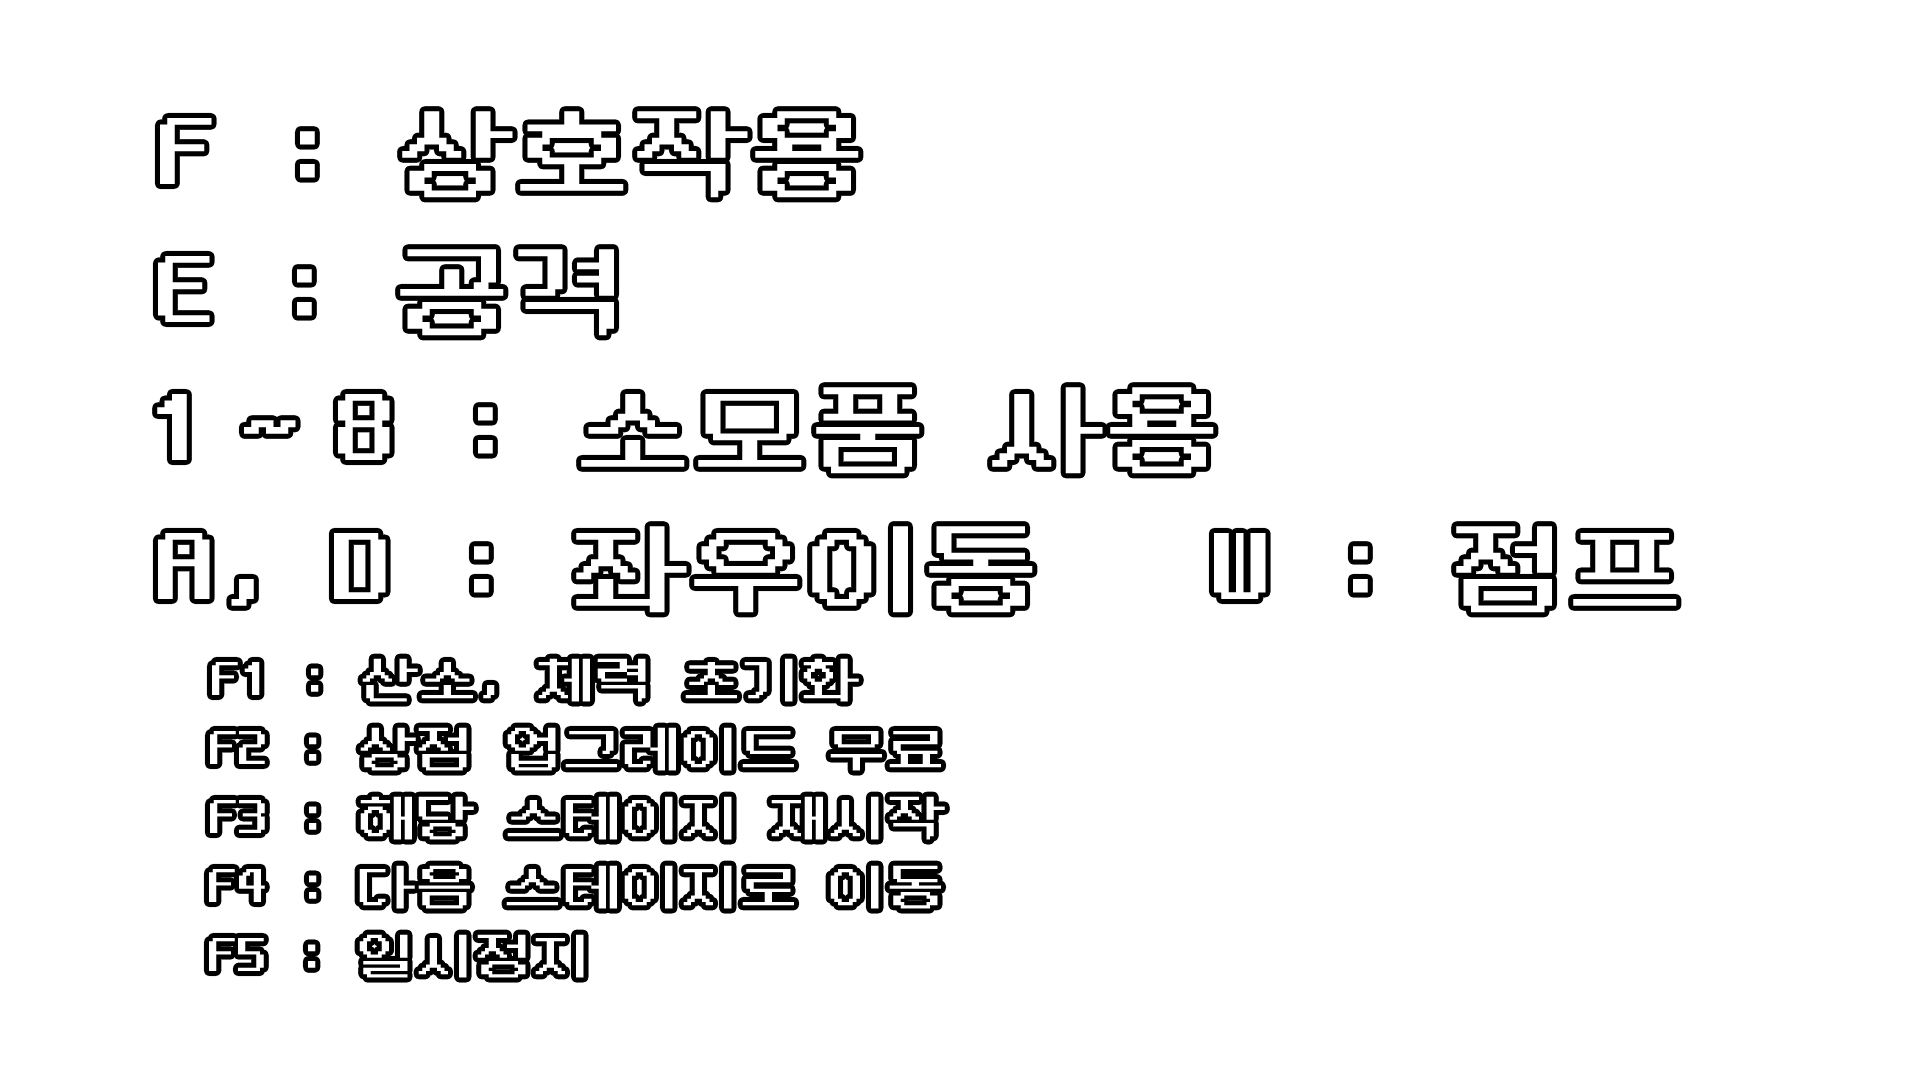 F : 상호작용
E : 공격
1 ~ 8 : 소모품 사용
A, D : 좌우이동 W : 점프
F1 : 산소, 체력 초기화
F2 : 상점 업그레이드 무료
F3 : 해당 스테이지 재시작
F4 : 다음 스테이지로 이동
F5 : 일시정지